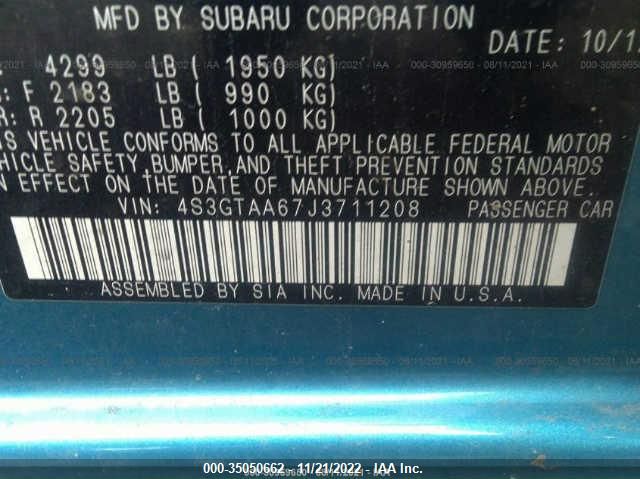 MFD BY SUBARU CORPORATION
DATE: 10/1
4299 LB ( 1950 KG)
F 2183 LB ( 990 KG)
R: R 2205 LB ( 1000 KG)
IS VEHICLE CONFORMS TO ALL APPLICABLE FEDERAL MOTOR
HICLE SAFETY, BUMPER, AND THEFT PREVENTION STANDARDS
N EFFECT ON THE DATE OF MANUFACTURE SHOWN ABOVE.
VIN: 4S3GTAA67J3711208 PASSENGER CAR
ASSEMBLED BY SIA INC. MADE IN U.S.A.
000-35050662 - 11/21/2022 - IAA Inc.